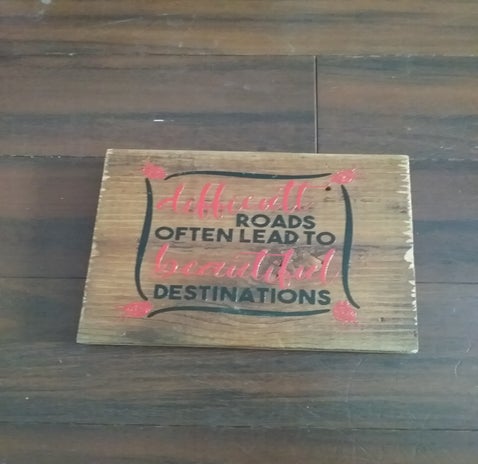 difficult
ROADS
OFTEN LEAD TO
beautiful
DESTINATIONS